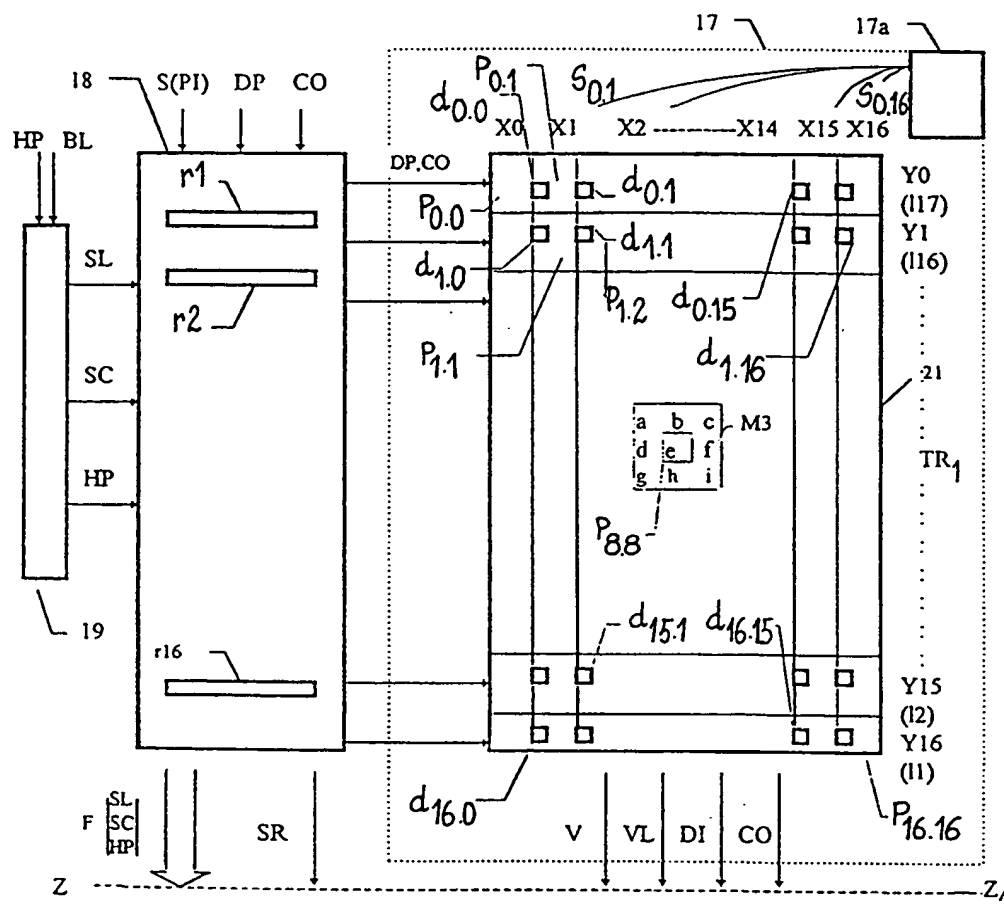 17 17a
18 S(PI) DP CO
P0.1 S0.1 S0.16
d0.0
HP BL X0 X1 X2 --------- X14 X15 X16
DP,CO
r1 P0.0 d0.1 Y0
(l17)
SL d1.0 d1.1 Y1
(l16)
r2 P1.2 d0.15
P1.1 d1.16
SC 21
a b c M3
d e f
g h i
TR1
HP
P8.8
19 d15.1 d16.15
r16
Y15
(l2)
Y16
(l1)
d16.0 P16.16
SL
F SC SR V VL DI CO
HP
Z Z/